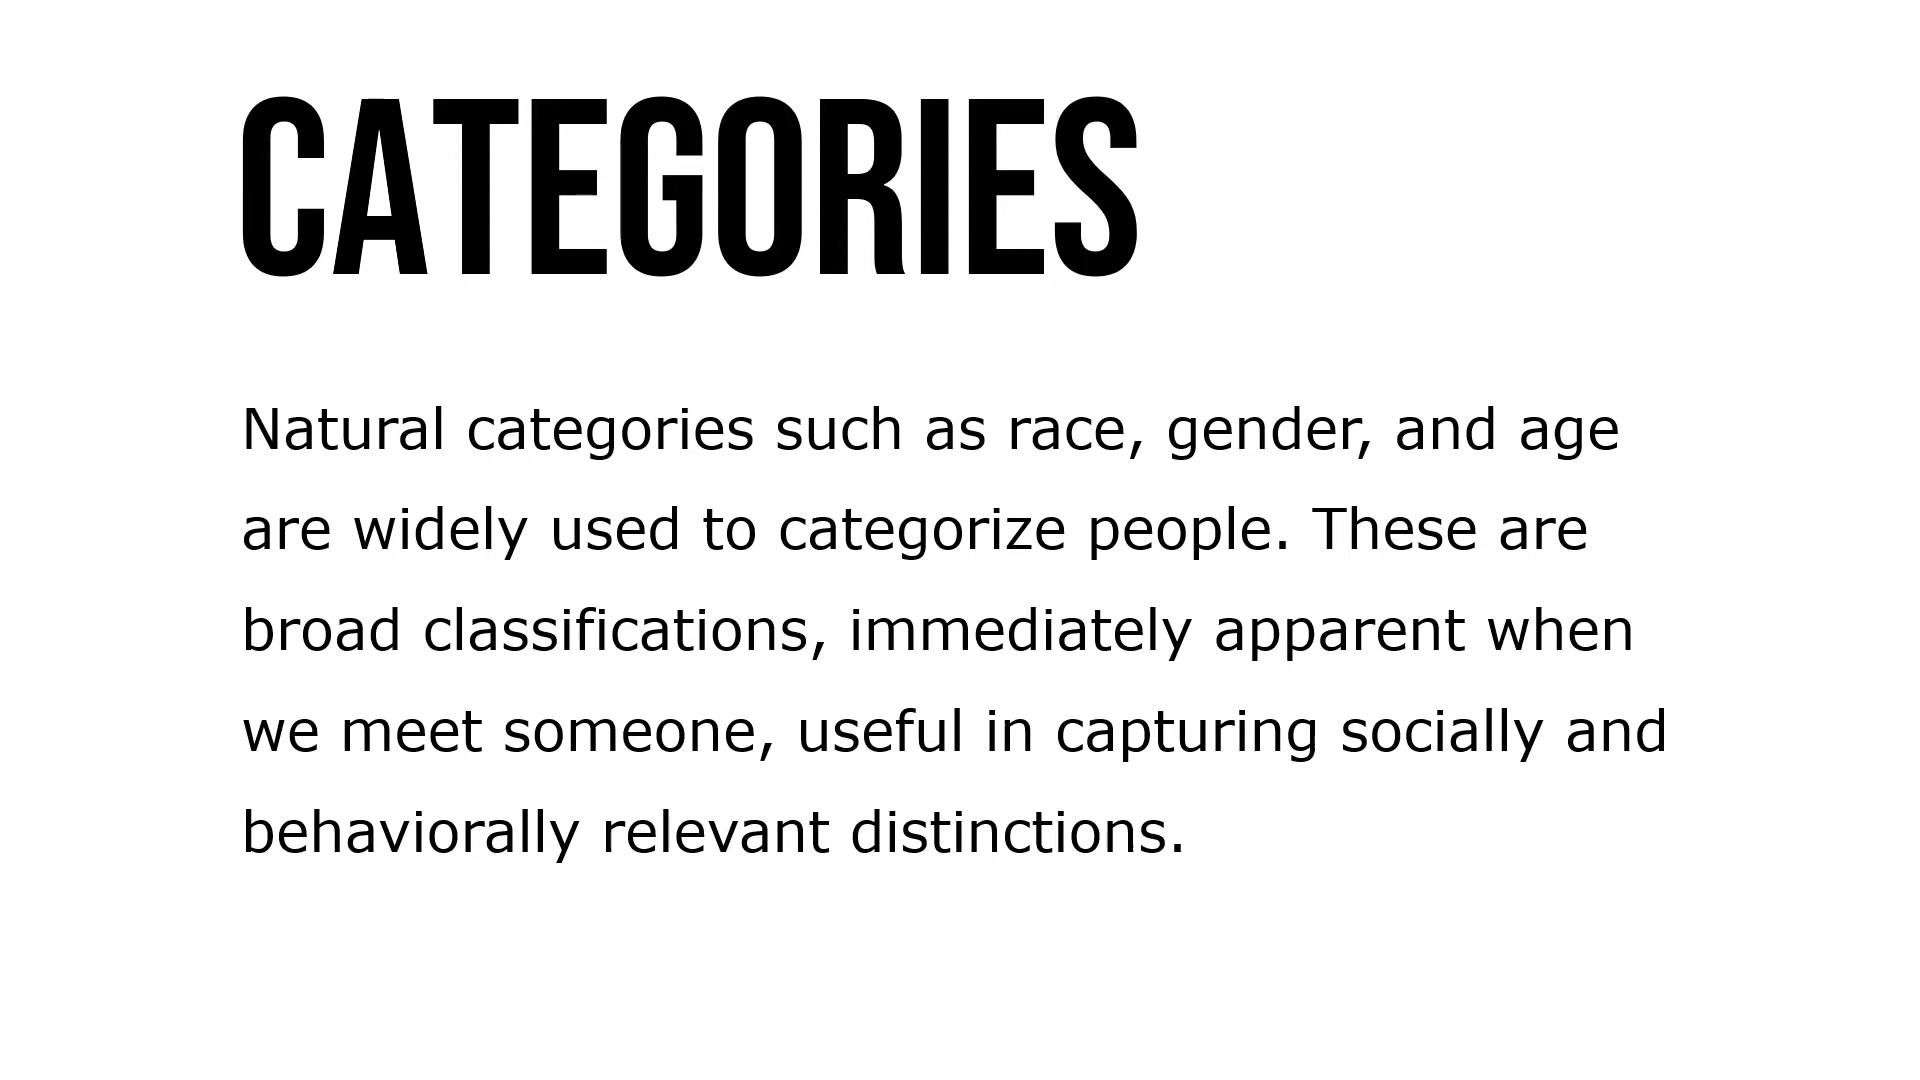 CATEGORIES
Natural categories such as race, gender, and age
are widely used to categorize people. These are
broad classifications, immediately apparent when
we meet someone, useful in capturing socially and
behaviorally relevant distinctions.